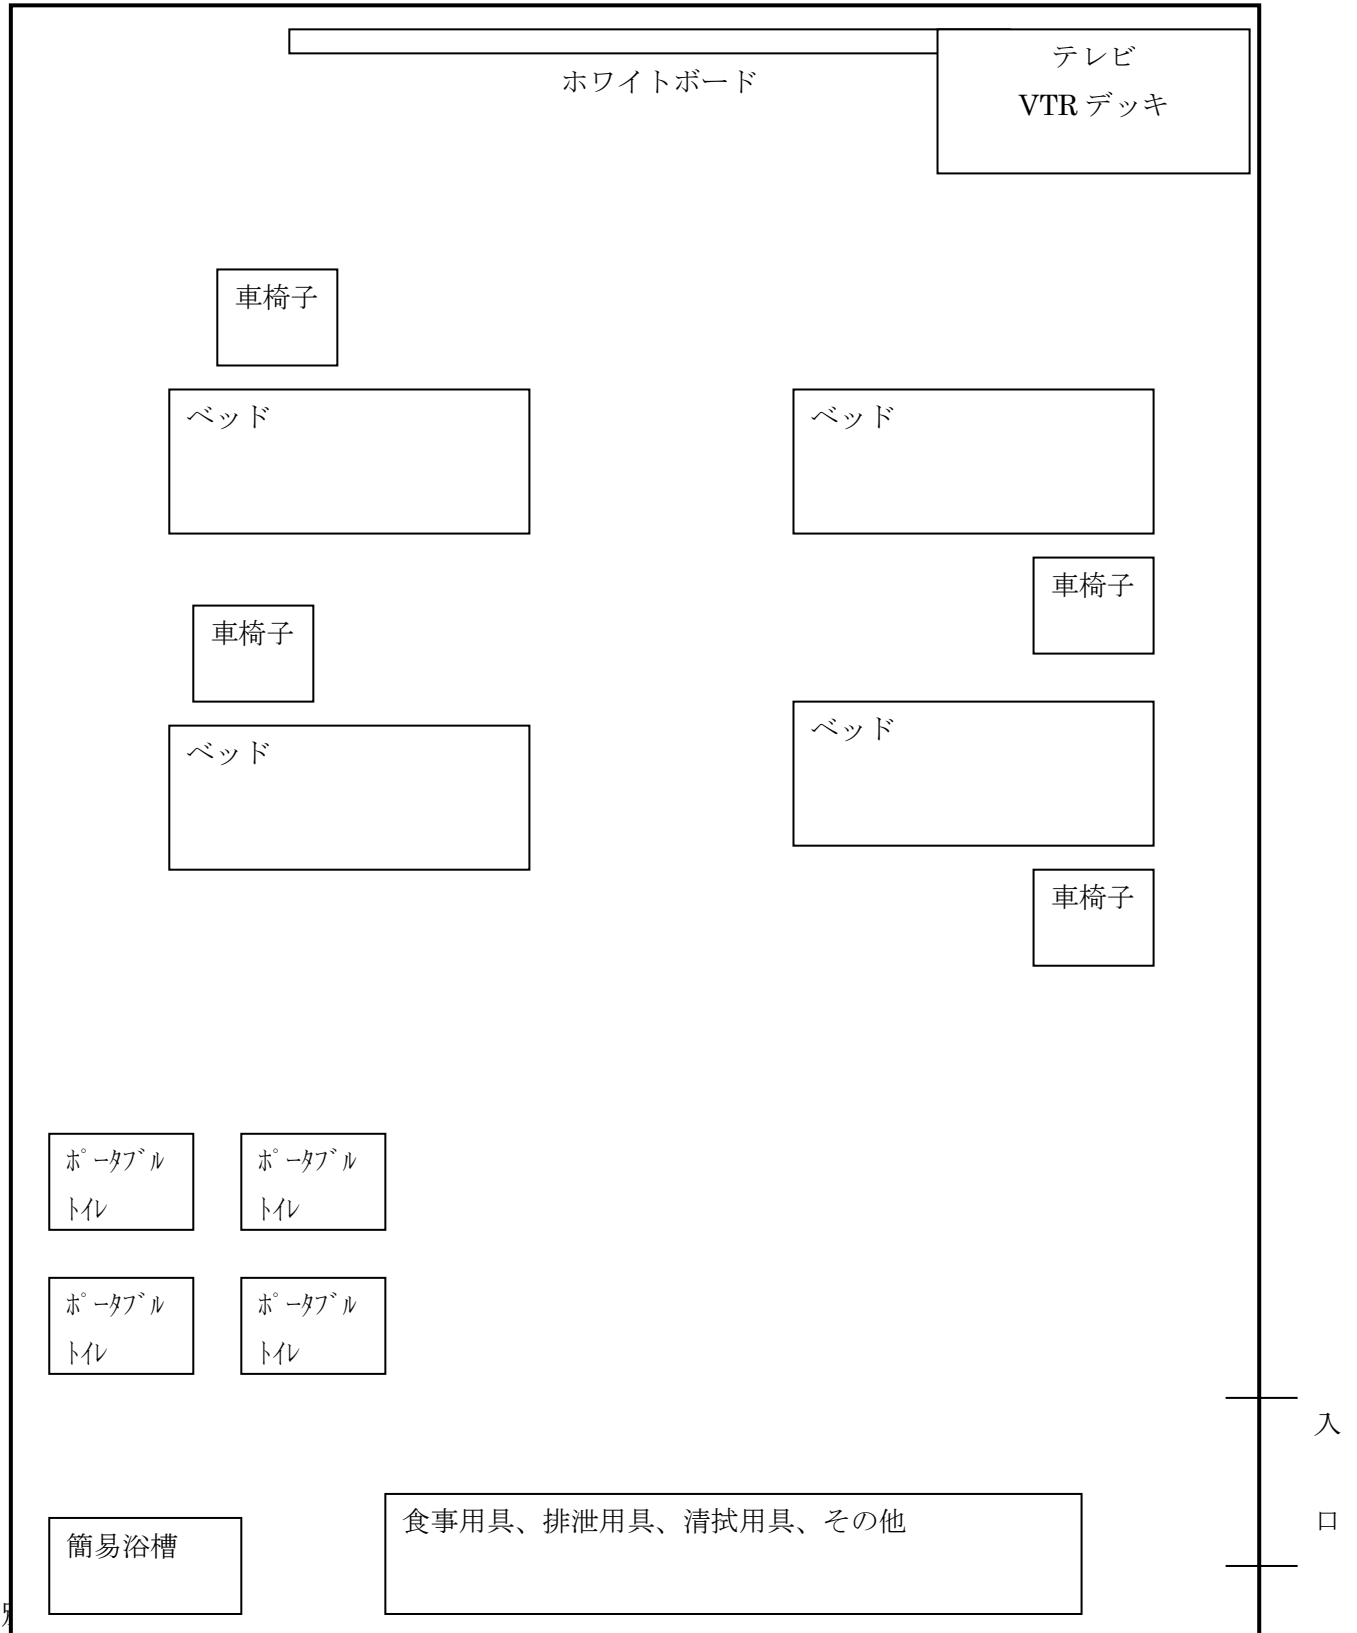 テレビ
VTR デッキ
ホワイトボード
車椅子
ベッド
ベッド
車椅子
車椅子
ベッド
ベッド
車椅子
ﾎﾟｰﾀﾌﾞﾙ
ﾄｲﾚ
ﾎﾟｰﾀﾌﾞﾙ
ﾄｲﾚ
ﾎﾟｰﾀﾌﾞﾙ
ﾄｲﾚ
ﾎﾟｰﾀﾌﾞﾙ
ﾄｲﾚ
入
口
食事用具、排泄用具、清拭用具、その他
簡易浴槽